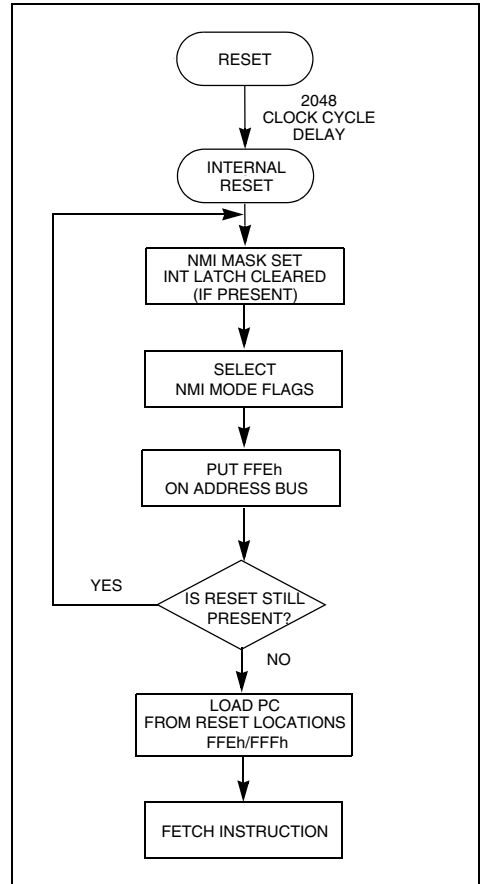 RESET
2048
CLOCK CYCLE
DELAY
INTERNAL
RESET
NMI MASK SET
INT LATCH CLEARED
(IF PRESENT)
SELECT
NMI MODE FLAGS
PUT FFEh
ON ADDRESS BUS
YES
IS RESET STILL
PRESENT?
NO
LOAD PC
FROM RESET LOCATIONS
FFEh/FFFh
FETCH INSTRUCTION